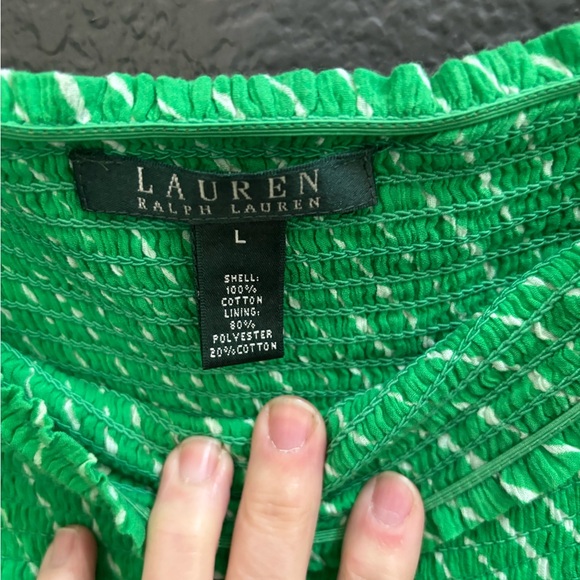 LAUREN
RALPH LAUREN
L
SHELL:
100%
COTTON
LINING:
80%
POLYESTER
20%COTTON